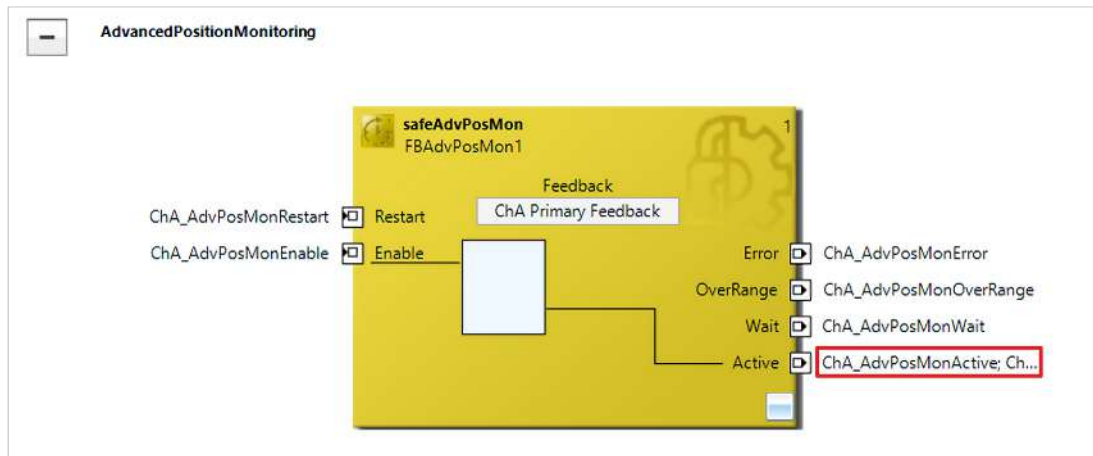 AdvancedPositionMonitoring
safeAdvPosMon 1
FBAdvPosMon1
Feedback
ChA_AdvPosMonRestart Restart ChA Primary Feedback
ChA_AdvPosMonEnable Enable Error ChA_AdvPosMonError
OverRange ChA_AdvPosMonOverRange
Wait ChA_AdvPosMonWait
Active ChA_AdvPosMonActive; Ch...